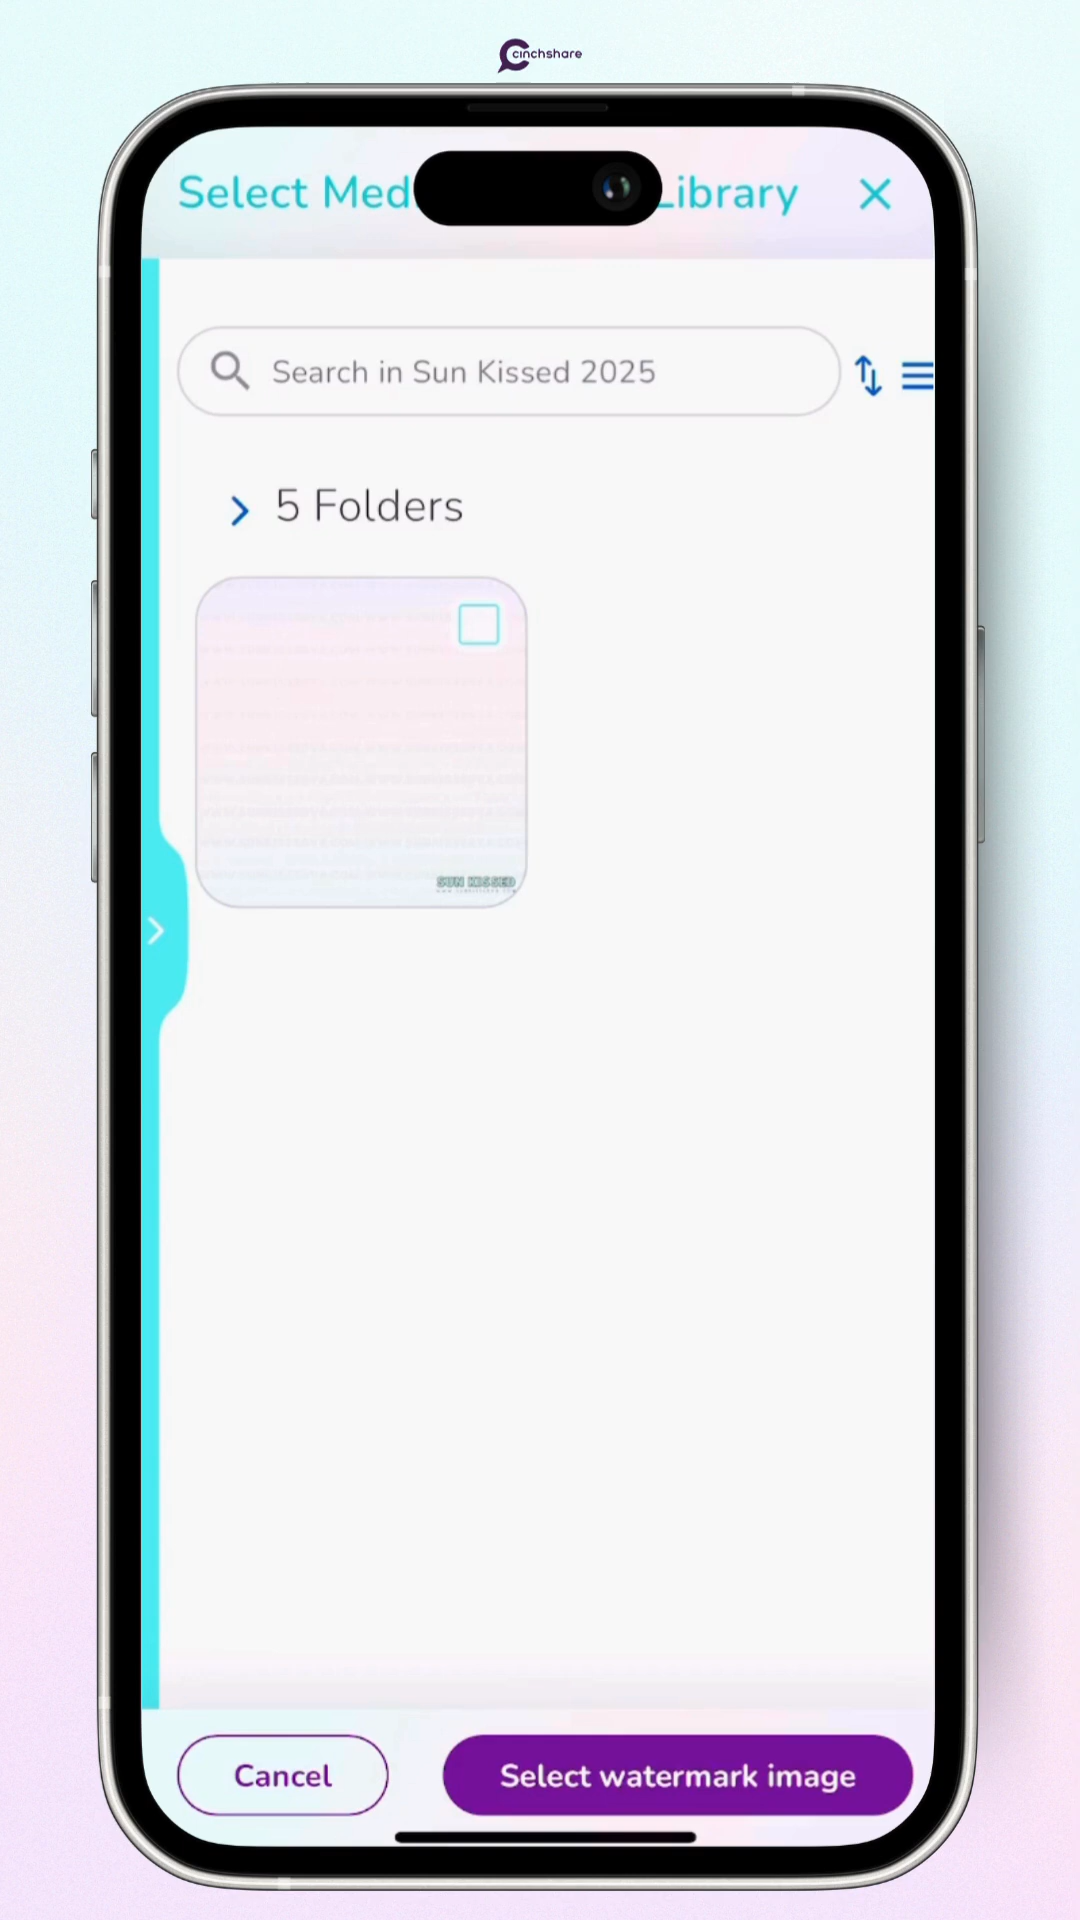 cinchshare
Select Med Library
Search in Sun Kissed 2025
5 Folders
SUN KISSED
Cancel
Select watermark image